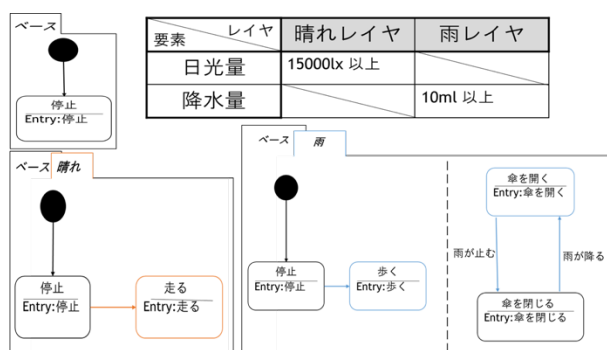 ベース
停止
Entry:停止
要素 レイヤ 晴れレイヤ 雨レイヤ
日光量 15000lx 以上
降水量 10ml 以上
ベース 晴れ
停止
Entry:停止
走る
Entry:走る
ベース 雨
停止
Entry:停止
歩く
Entry:歩く
傘を開く
Entry:傘を開く
雨が止む
雨が降る
傘を閉じる
Entry:傘を閉じる